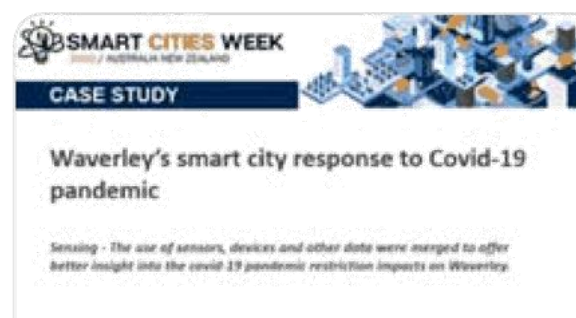 SMART CITIES WEEK
2020 / AUSTRALIA NEW ZEALAND
CASE STUDY
Waverley's smart city response to Covid-19
pandemic
Sensing - The use of sensors, devices and other data were merged to offer
better insight into the covid 19 pandemic restriction impacts on Waverley.